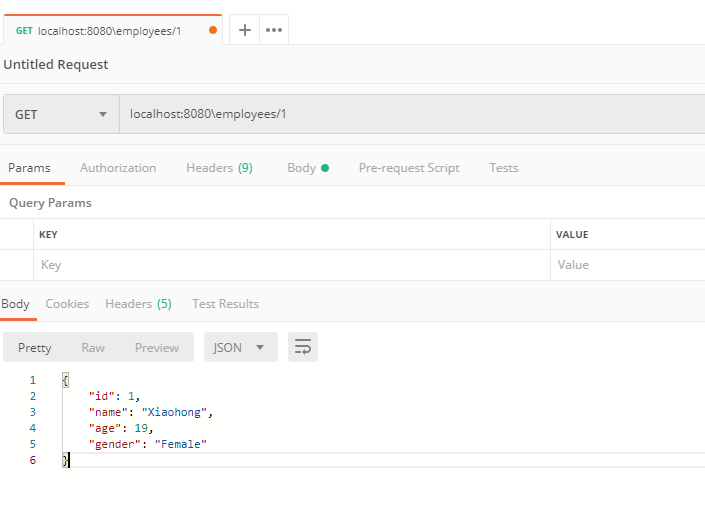 GET localhost:8080\employees/1
Untitled Request
GET localhost:8080\employees/1
Params Authorization Headers (9) Body Pre-request Script Tests
Query Params
KEY VALUE
Key Value
Body Cookies Headers (5) Test Results
Pretty Raw Preview JSON
1 {
2 "id": 1,
3 "name": "Xiaohong",
4 "age": 19,
5 "gender": "Female"
6 }